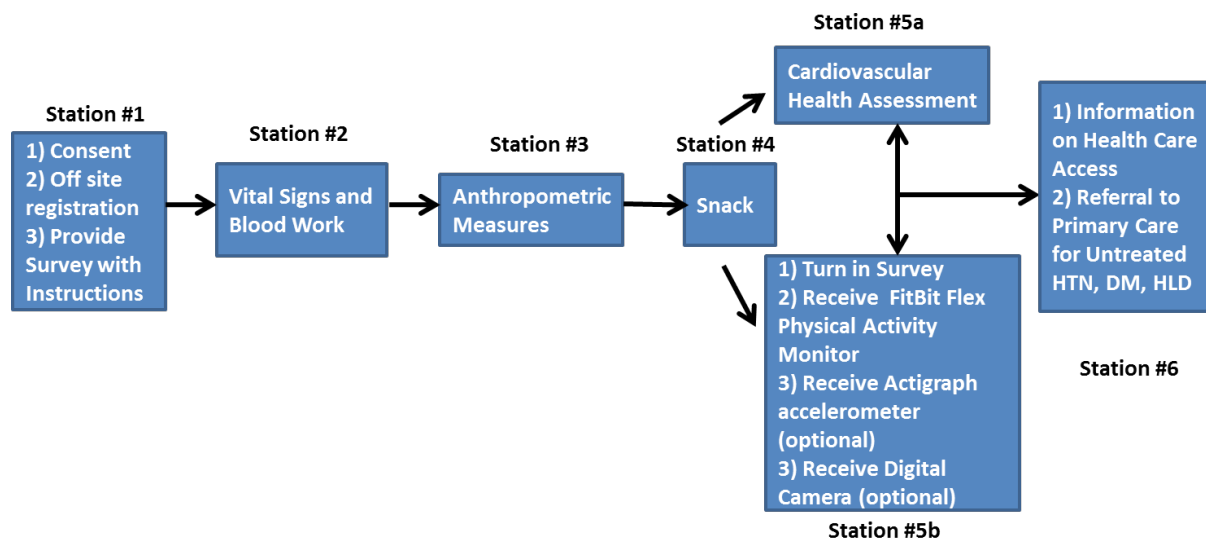 Station #1
1) Consent
2) Off site
registration
3) Provide
Survey with
Instructions
Station #2
Vital Signs and
Blood Work
Station #3
Anthropometric
Measures
Station #4
Snack
Station #5a
Cardiovascular
Health Assessment
1) Turn in Survey
2) Receive  FitBit Flex
Physical Activity
Monitor
3) Receive Actigraph
accelerometer
(optional)
3) Receive Digital
Camera (optional)
Station #5b
1) Information
on Health Care
Access
2) Referral to
Primary Care
for Untreated
HTN, DM, HLD
Station #6